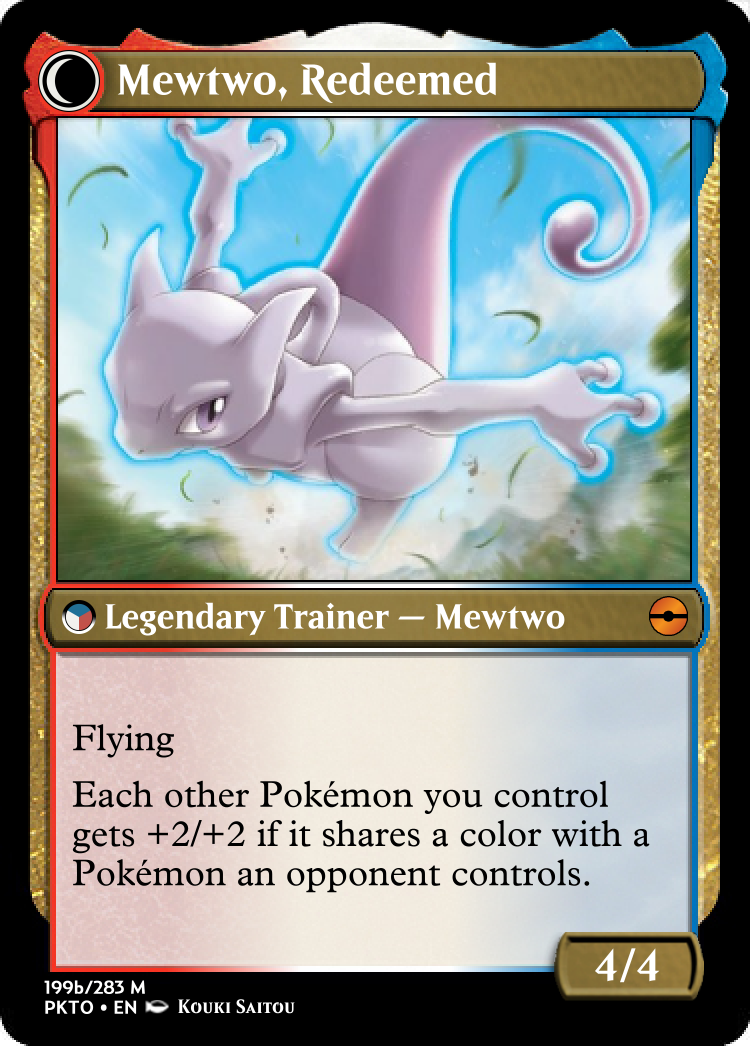 Mewtwo, Redeemed
Legendary Trainer — Mewtwo
Flying
Each other Pokémon you control
gets +2/+2 if it shares a color with a
Pokémon an opponent controls.
4/4
199b/283 M
PKTO • EN Kouki Saitou